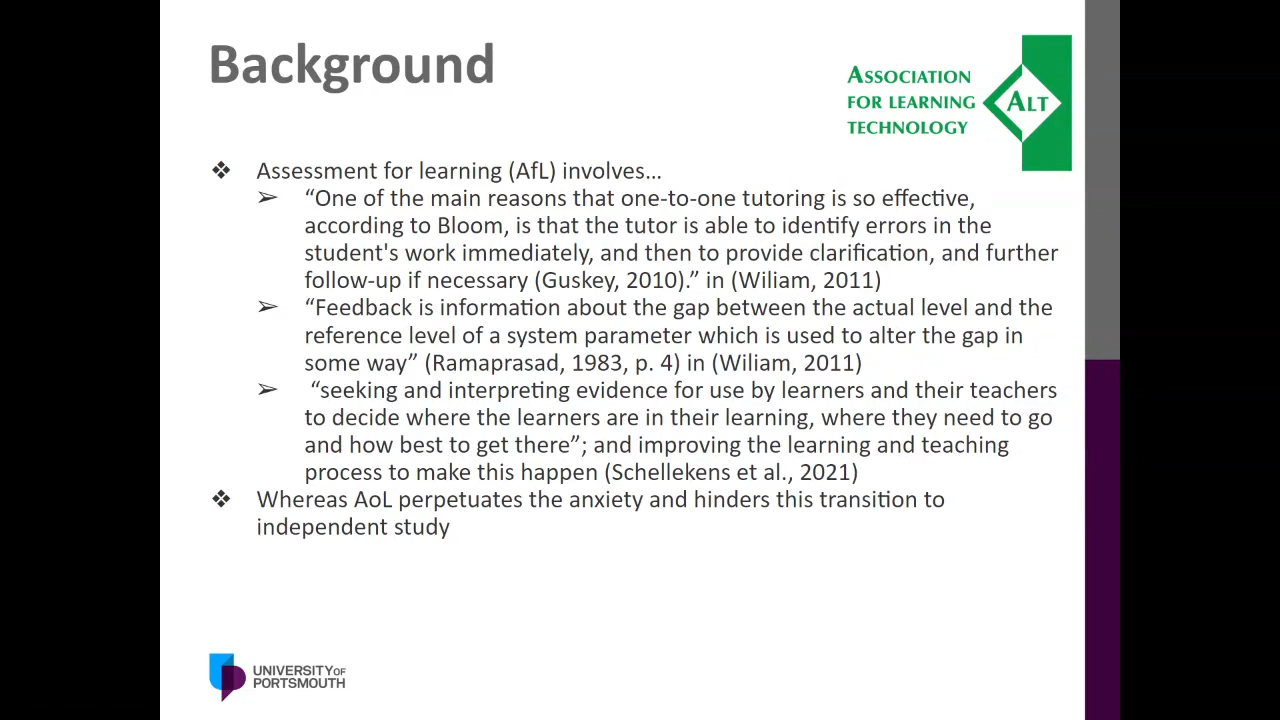 Background
ASSOCIATION
FOR LEARNING
TECHNOLOGY
ALT
❖ Assessment for learning (AfL) involves…
➢ “One of the main reasons that one-to-one tutoring is so effective,
according to Bloom, is that the tutor is able to identify errors in the
student's work immediately, and then to provide clarification, and further
follow-up if necessary (Guskey, 2010).” in (Wiliam, 2011)
➢ “Feedback is information about the gap between the actual level and the
reference level of a system parameter which is used to alter the gap in
some way” (Ramaprasad, 1983, p. 4) in (Wiliam, 2011)
➢ “seeking and interpreting evidence for use by learners and their teachers
to decide where the learners are in their learning, where they need to go
and how best to get there”; and improving the learning and teaching
process to make this happen (Schellekens et al., 2021)
❖ Whereas AoL perpetuates the anxiety and hinders this transition to
independent study
UNIVERSITY OF
PORTSMOUTH